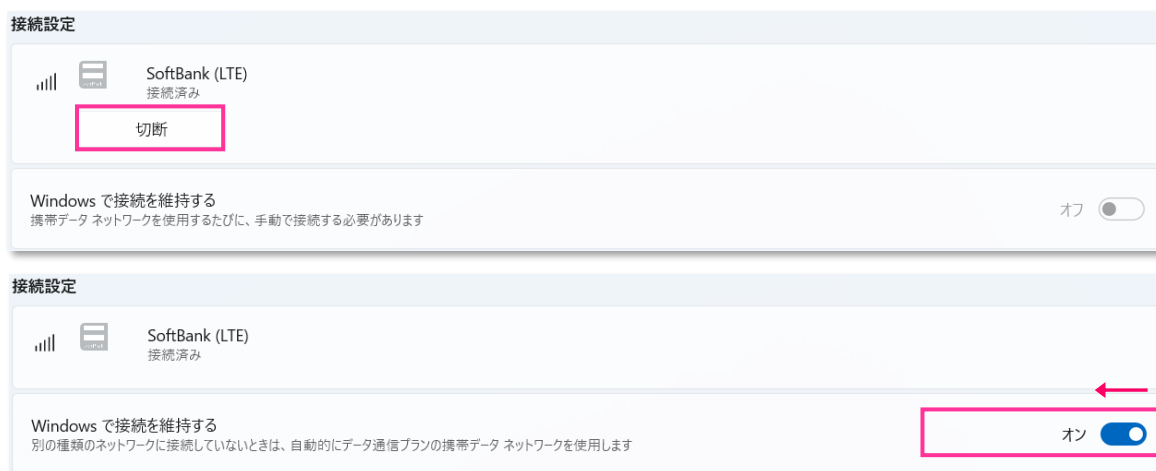 接続設定
SoftBank (LTE)
接続済み
切断
Windows で接続を維持する
携帯データ ネットワークを使用するたびに、手動で接続する必要があります
オフ
接続設定
SoftBank (LTE)
接続済み
Windows で接続を維持する
別の種類のネットワークに接続していないときは、自動的にデータ通信プランの携帯データ ネットワークを使用します
オン